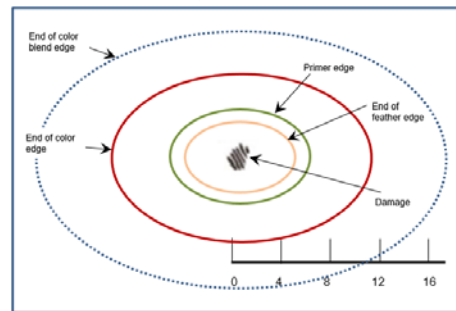 End of color
blend edge
Primer edge
End of
feather edge
End of color
edge
Damage
0 4 8 12 16